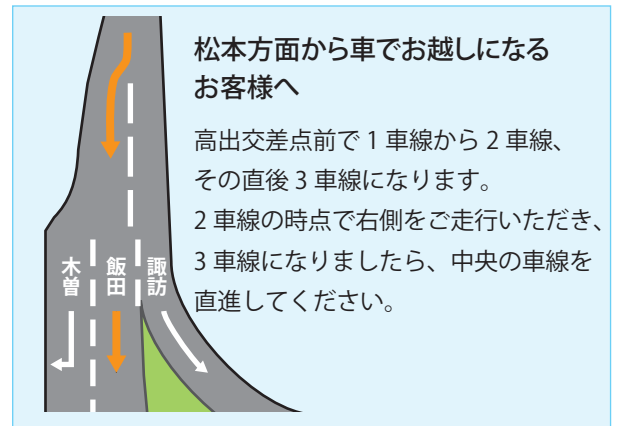 松本方面から車でお越しになる
お客様へ
高出交差点前で 1 車線から 2 車線、
その直後 3 車線になります。
2 車線の時点で右側をご走行いただき、
3 車線になりましたら、中央の車線を
直進してください。
木曽
飯田
諏訪